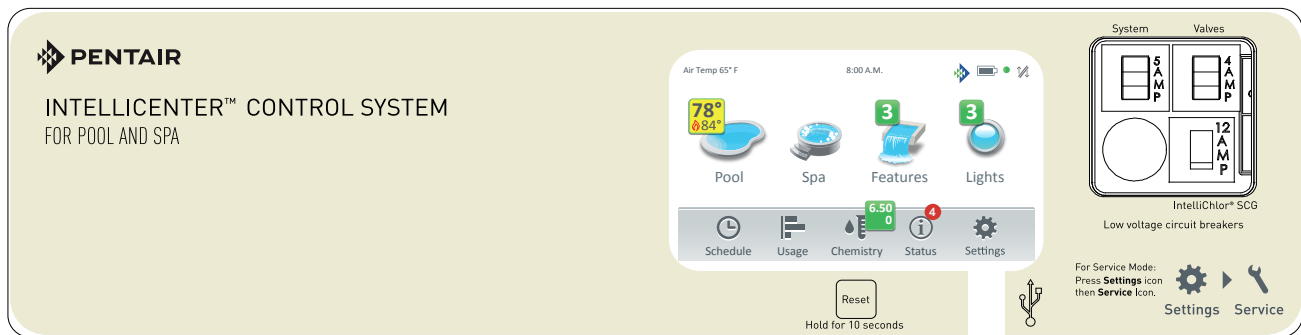 PENTAIR
INTELLICENTER™ CONTROL SYSTEM
FOR POOL AND SPA
Air Temp 65° F
8:00 A.M.
78°
84°
3
3
Pool
Spa
Features
Lights
6.50
0
4
Schedule
Usage
Chemistry
Status
Settings
Reset
Hold for 10 seconds
System
Valves
5 AMP
4 AMP
12 AMP
IntelliChlor® SCG
Low voltage circuit breakers
For Service Mode:
Press Settings icon
then Service Icon.
Settings
Service